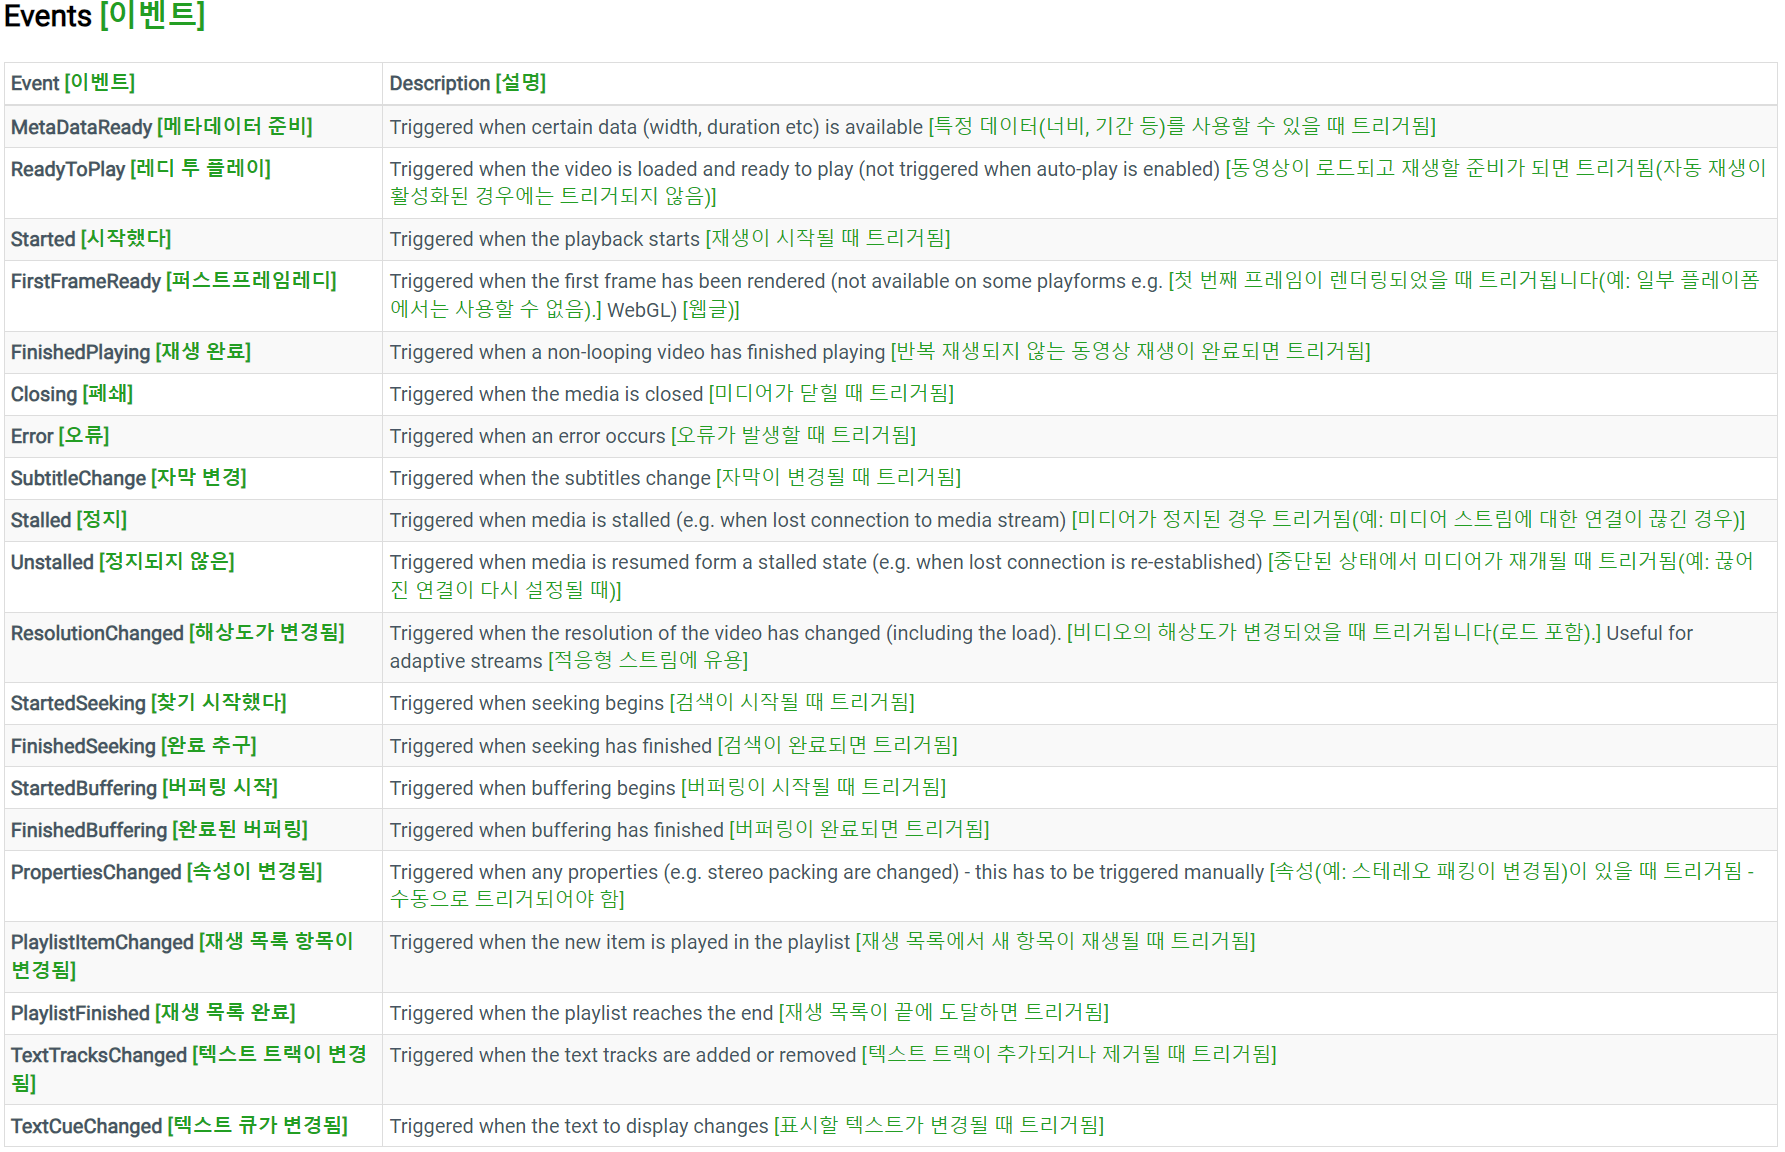 Events [이벤트]
Event [이벤트] Description [설명]
MetaDataReady [메타데이터 준비] Triggered when certain data (width, duration etc) is available [특정 데이터(너비, 기간 등)를 사용할 수 있을 때 트리거됨]
ReadyToPlay [레디 투 플레이] Triggered when the video is loaded and ready to play (not triggered when auto-play is enabled) [동영상이 로드되고 재생할 준비가 되면 트리거됨(자동 재생이
활성화된 경우에는 트리거되지 않음)]
Started [시작했다] Triggered when the playback starts [재생이 시작될 때 트리거됨]
FirstFrameReady [퍼스트프레임레디] Triggered when the first frame has been rendered (not available on some playforms e.g. [첫 번째 프레임이 렌더링되었을 때 트리거됩니다(예: 일부 플레이폼
에서는 사용할 수 없음).] WebGL) [웹글)]
FinishedPlaying [재생 완료] Triggered when a non-looping video has finished playing [반복 재생되지 않는 동영상 재생이 완료되면 트리거됨]
Closing [폐쇄] Triggered when the media is closed [미디어가 닫힐 때 트리거됨]
Error [오류] Triggered when an error occurs [오류가 발생할 때 트리거됨]
SubtitleChange [자막 변경] Triggered when the subtitles change [자막이 변경될 때 트리거됨]
Stalled [정지] Triggered when media is stalled (e.g. when lost connection to media stream) [미디어가 정지된 경우 트리거됨(예: 미디어 스트림에 대한 연결이 끊긴 경우)]
Unstalled [정지되지 않은] Triggered when media is resumed form a stalled state (e.g. when lost connection is re-established) [중단된 상태에서 미디어가 재개될 때 트리거됨(예: 끊어
진 연결이 다시 설정될 때)]
ResolutionChanged [해상도가 변경됨] Triggered when the resolution of the video has changed (including the load). [비디오의 해상도가 변경되었을 때 트리거됩니다(로드 포함).] Useful for
adaptive streams [적응형 스트림에 유용]
StartedSeeking [찾기 시작했다] Triggered when seeking begins [검색이 시작될 때 트리거됨]
FinishedSeeking [완료 추구] Triggered when seeking has finished [검색이 완료되면 트리거됨]
StartedBuffering [버퍼링 시작] Triggered when buffering begins [버퍼링이 시작될 때 트리거됨]
FinishedBuffering [완료된 버퍼링] Triggered when buffering has finished [버퍼링이 완료되면 트리거됨]
PropertiesChanged [속성이 변경됨] Triggered when any properties (e.g. stereo packing are changed) - this has to be triggered manually [속성(예: 스테레오 패킹이 변경됨)이 있을 때 트리거됨 -
수동으로 트리거되어야 함]
PlaylistItemChanged [재생 목록 항목이 Triggered when the new item is played in the playlist [재생 목록에서 새 항목이 재생될 때 트리거됨]
변경됨]
PlaylistFinished [재생 목록 완료] Triggered when the playlist reaches the end [재생 목록이 끝에 도달하면 트리거됨]
TextTracksChanged [텍스트 트랙이 변경 Triggered when the text tracks are added or removed [텍스트 트랙이 추가되거나 제거될 때 트리거됨]
됨]
TextCueChanged [텍스트 큐가 변경됨] Triggered when the text to display changes [표시할 텍스트가 변경될 때 트리거됨]